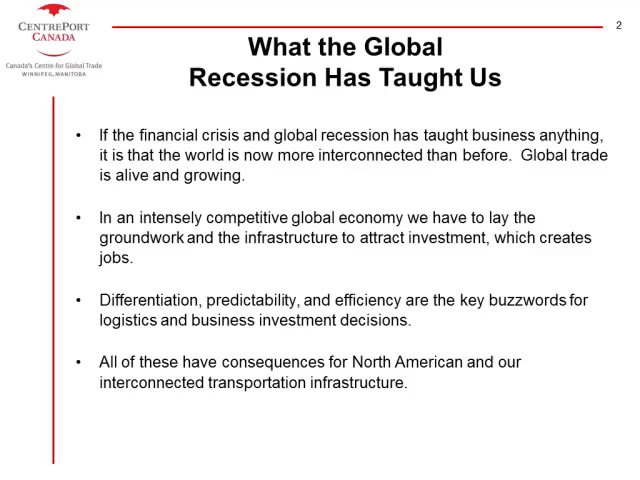 CENTREPORT
CANADA
Canada's Centre for Global Trade
WINNIPEG, MANITOBA
2
What the Global
Recession Has Taught Us
• If the financial crisis and global recession has taught business anything,
it is that the world is now more interconnected than before. Global trade
is alive and growing.
• In an intensely competitive global economy we have to lay the
groundwork and the infrastructure to attract investment, which creates
jobs.
• Differentiation, predictability, and efficiency are the key buzzwords for
logistics and business investment decisions.
• All of these have consequences for North American and our
interconnected transportation infrastructure.